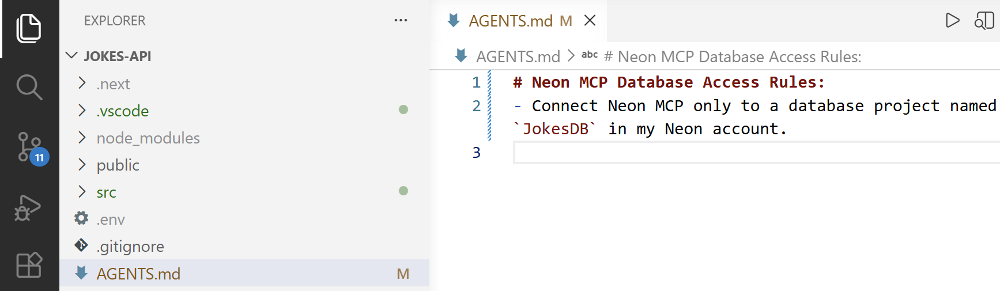 EXPLORER
...
JOKES-API
.next
.vscode
node_modules
public
src
.env
.gitignore
AGENTS.md M
11
AGENTS.md M
AGENTS.md > abc # Neon MCP Database Access Rules:
1 # Neon MCP Database Access Rules:
2 - Connect Neon MCP only to a database project named
`JokesDB` in my Neon account.
3